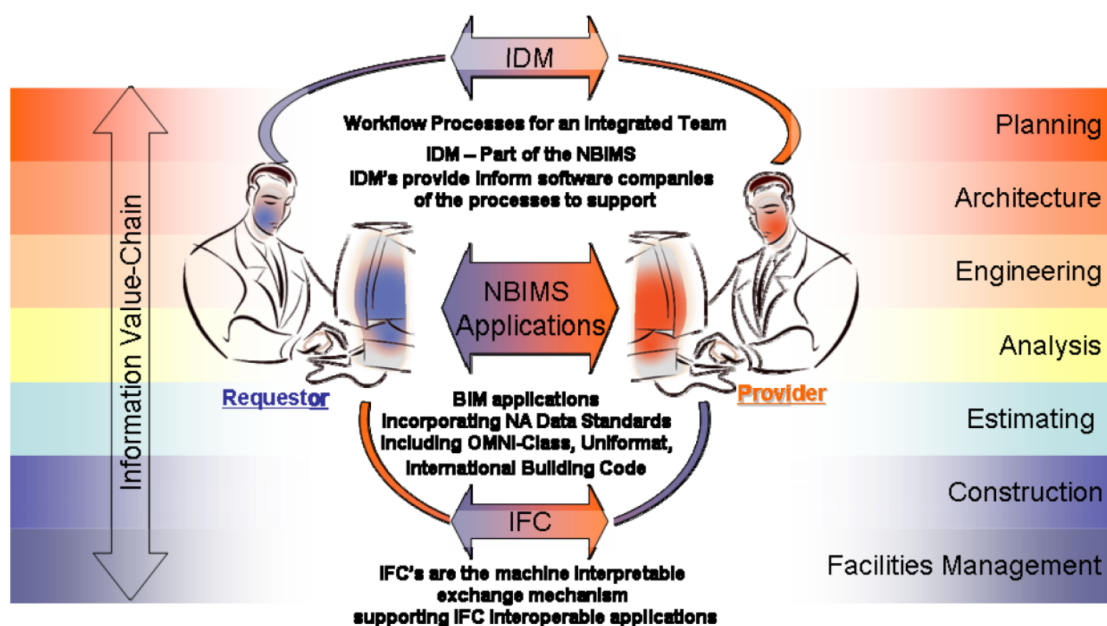 IDM
Workflow Processes for an Integrated Team
IDM – Part of the NBIMS
IDM's provide inform software companies
of the processes to support
Information Value-Chain
NBIMS
Applications
Requestor
Provider
BIM applications
incorporating NA Data Standards
including OMNI-Class, Uniformat,
International Building Code
IFC
IFC's are the machine interpretable
exchange mechanism
supporting IFC interoperable applications
Planning
Architecture
Engineering
Analysis
Estimating
Construction
Facilities Management